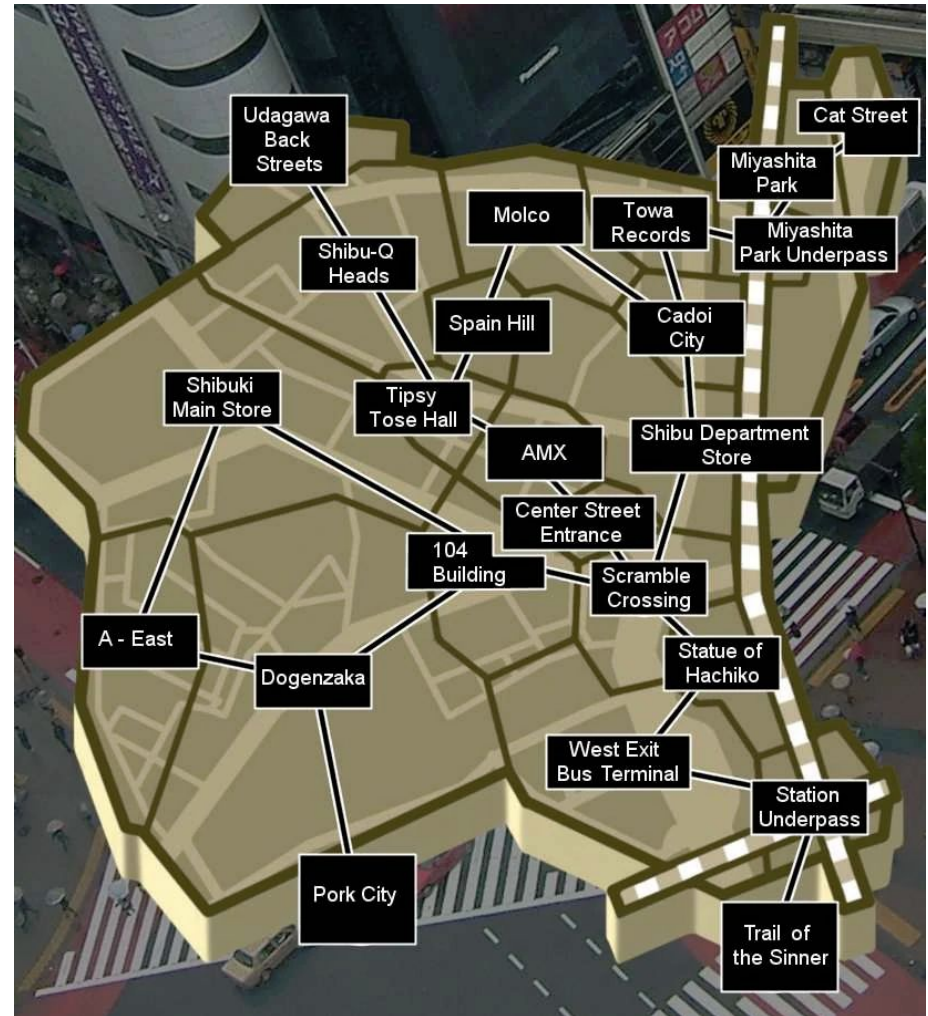 Panasonic
Cat Street
Udagawa
Back
Streets
Miyashita
Park
Molco
Towa
Records
Miyashita
Park Underpass
Shibu-Q
Heads
Spain Hill
Cadoi
City
Shibuki
Main Store
Tipsy
Tose Hall
Shibu Department
Store
AMX
Center Street
Entrance
104
Building
Scramble
Crossing
A - East
Statue of
Hachiko
Dogenzaka
West Exit
Bus Terminal
Station
Underpass
Pork City
Trail of
the Sinner